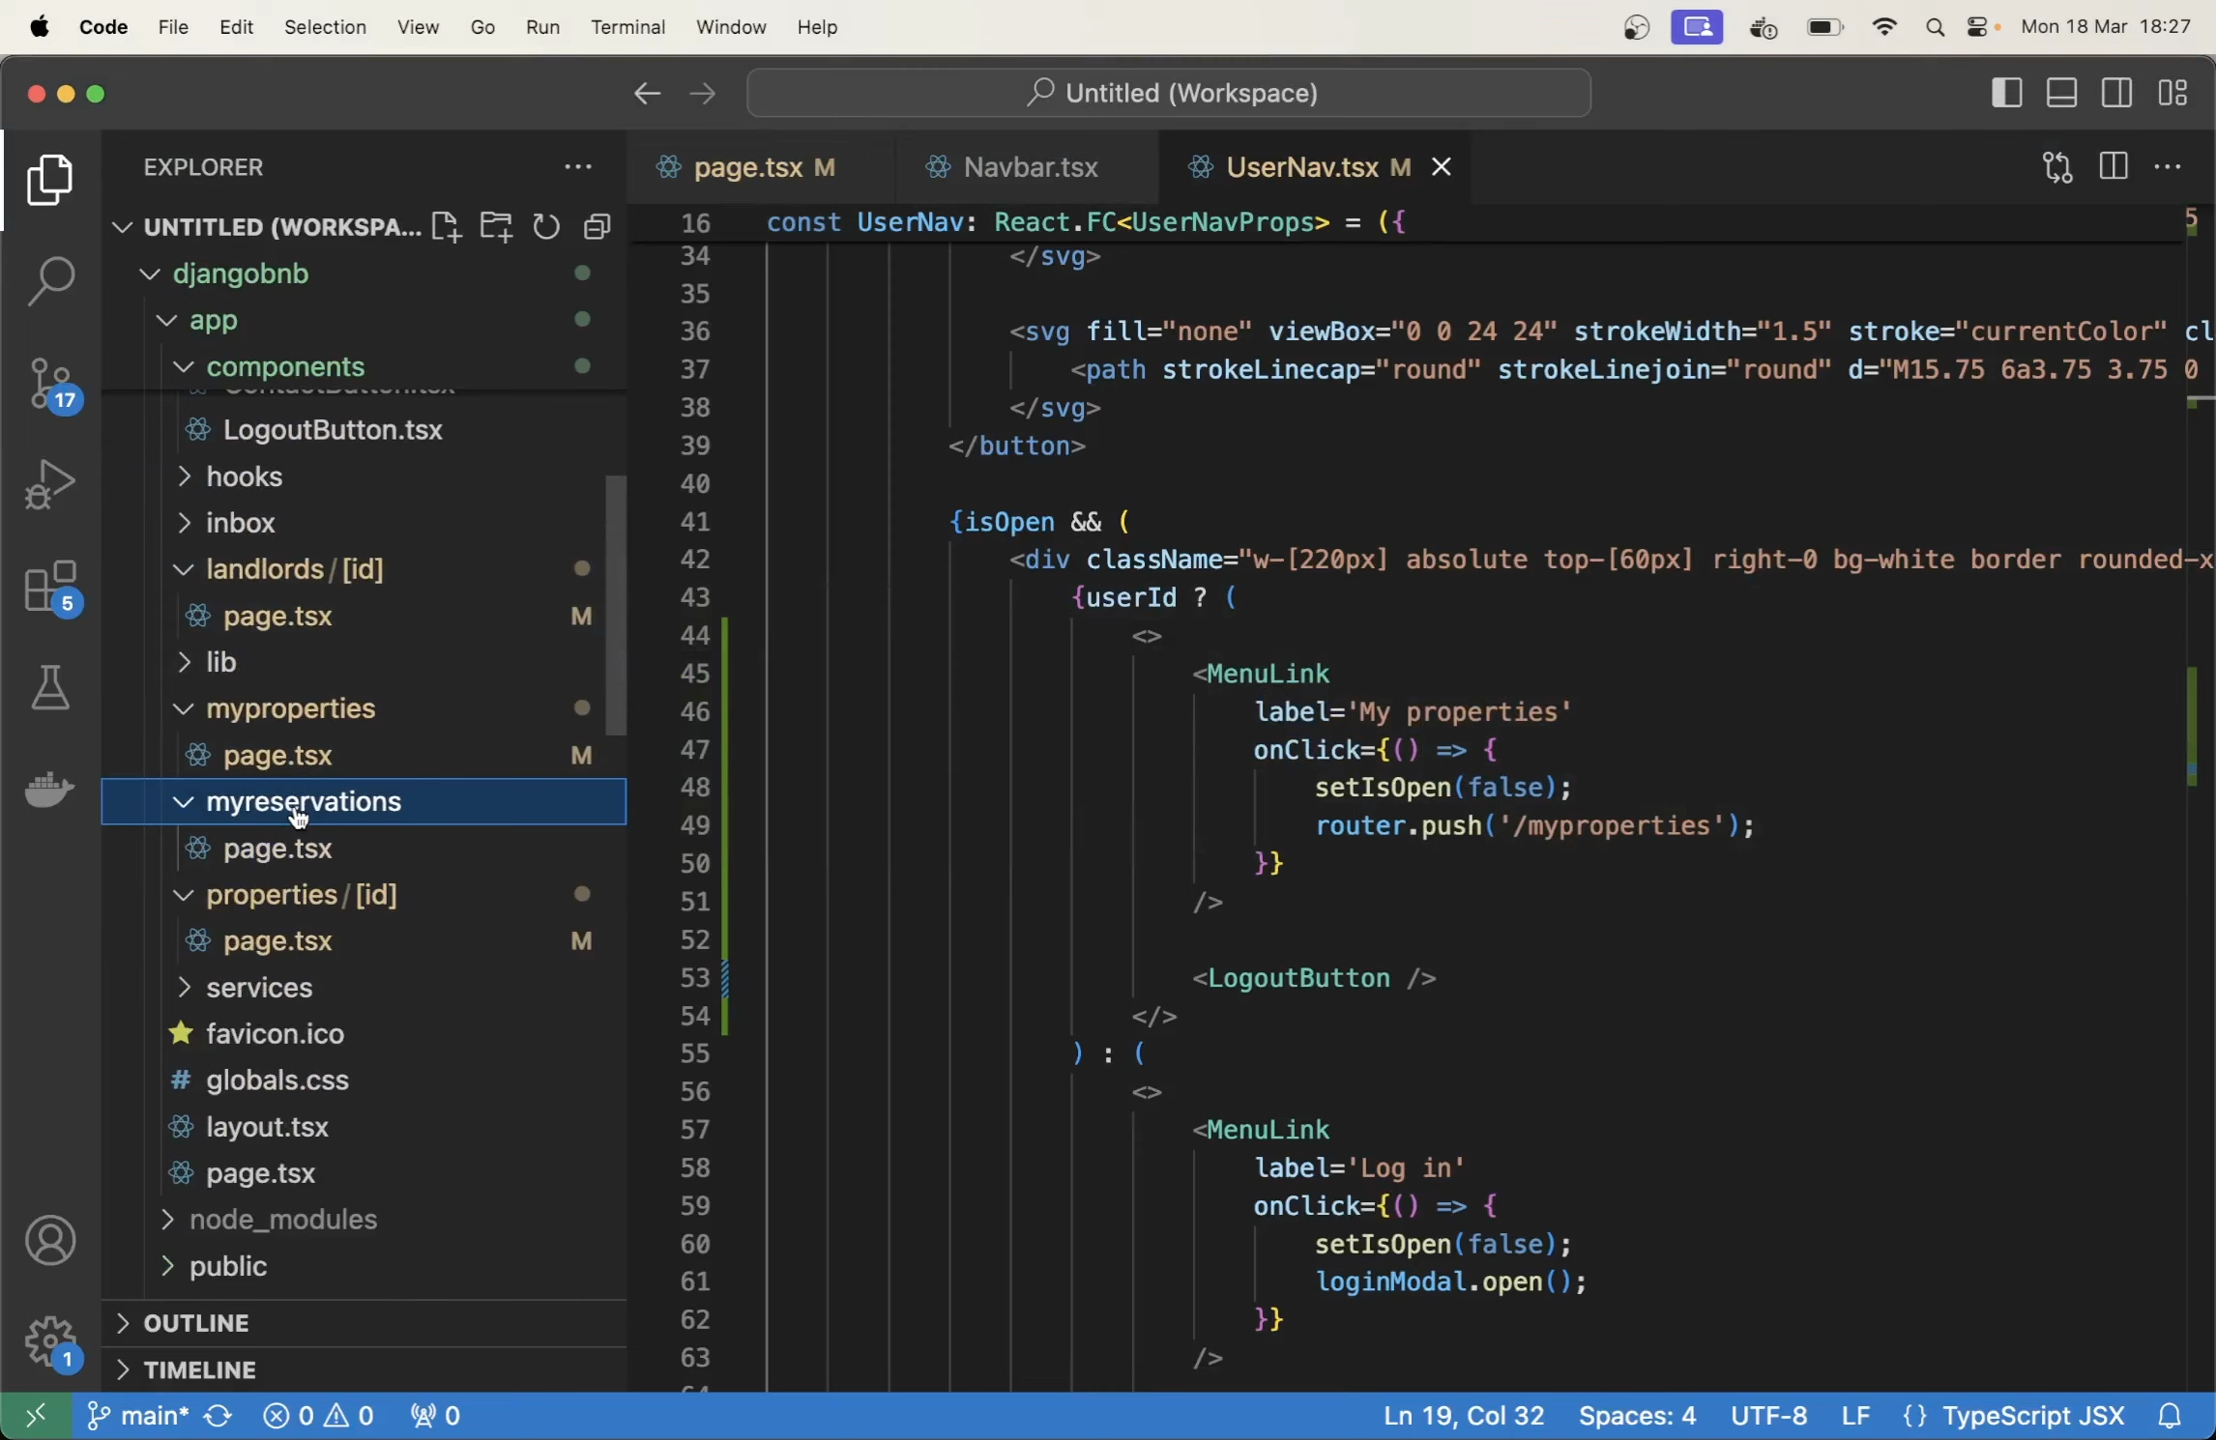 Code File Edit Selection View Go Run Terminal Window Help Mon 18 Mar 18:27
Untitled (Workspace)
EXPLORER
UNTITLED (WORKSPA...
djangobnb
app
components
ContactButton.tsx
LogoutButton.tsx
hooks
inbox
landlords / [id]
page.tsx M
lib
myproperties
page.tsx M
myreservations
page.tsx
properties / [id]
page.tsx M
services
favicon.ico
# globals.css
layout.tsx
page.tsx
node_modules
public
OUTLINE
TIMELINE
17
5
1
page.tsx M Navbar.tsx UserNav.tsx M
16 const UserNav: React.FC<UserNavProps> = ({
34 </svg>
35
36 <svg fill="none" viewBox="0 0 24 24" strokeWidth="1.5" stroke="currentColor" cl
37 <path strokeLinecap="round" strokeLinejoin="round" d="M15.75 6a3.75 3.75 0
38 </svg>
39 </button>
40
41 {isOpen && (
42 <div className="w-[220px] absolute top-[60px] right-0 bg-white border rounded-x
43 {userId ? (
44 <>
45 <MenuLink
46 label='My properties'
47 onClick={() => {
48 setIsOpen(false);
49 router.push('/myproperties');
50 }}
51 />
52
53 <LogoutButton />
54 </>
55 ) : (
56 <>
57 <MenuLink
58 label='Log in'
59 onClick={() => {
60 setIsOpen(false);
61 loginModal.open();
62 }}
63 />
64
5
main* 0 0 0 Ln 19, Col 32 Spaces: 4 UTF-8 LF {} TypeScript JSX